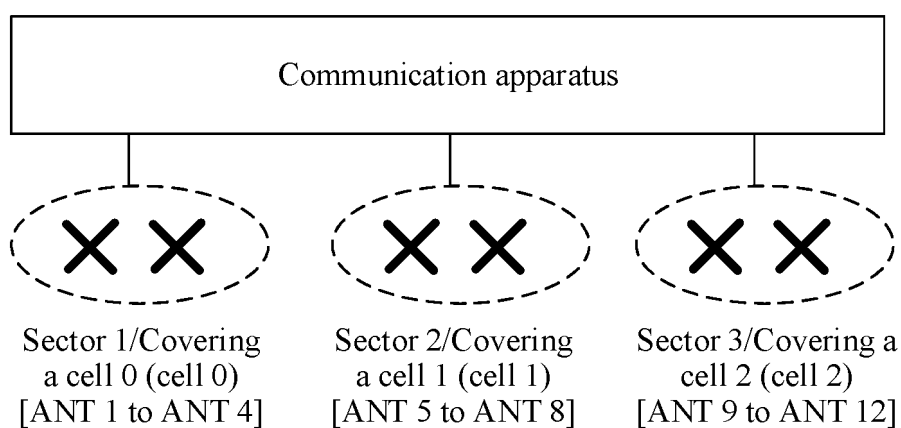 Communication apparatus
Sector 1/Covering
a cell 0 (cell 0)
[ANT 1 to ANT 4]
Sector 2/Covering
a cell 1 (cell 1)
[ANT 5 to ANT 8]
Sector 3/Covering a
cell 2 (cell 2)
[ANT 9 to ANT 12]